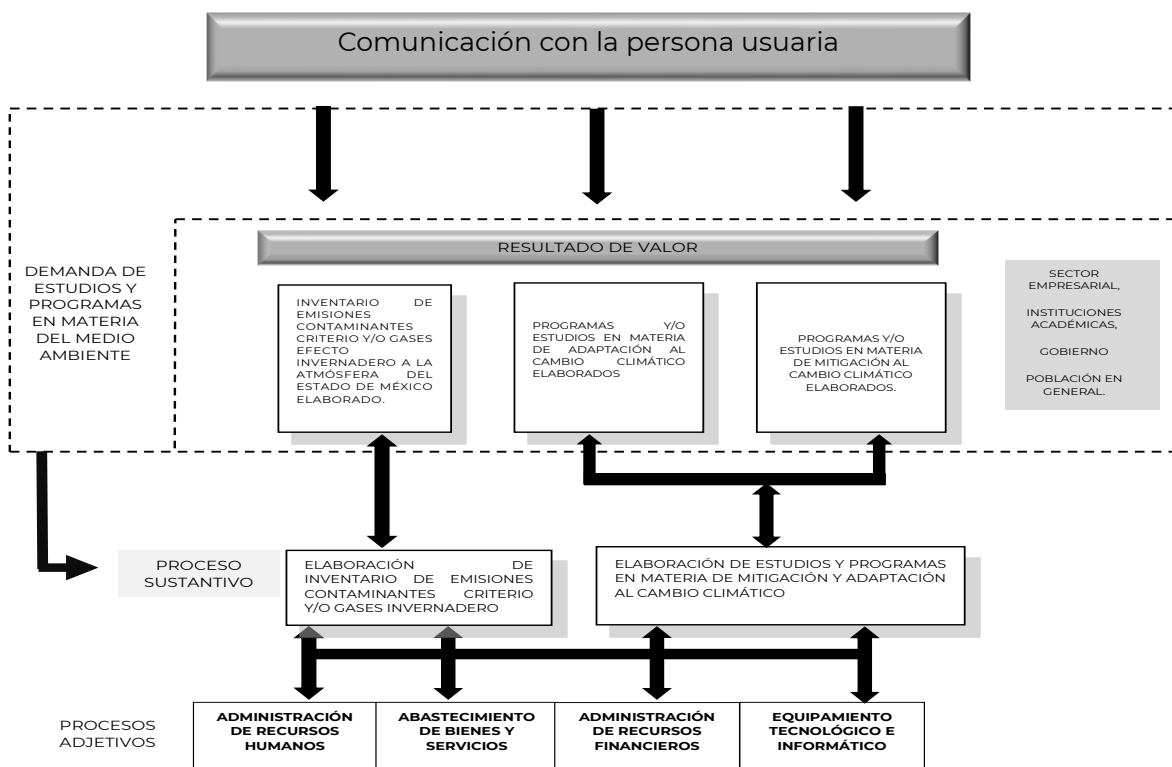 Comunicación con la persona usuaria
DEMANDA DE
ESTUDIOS Y
PROGRAMAS
EN MATERIA
DEL MEDIO
AMBIENTE
RESULTADO DE VALOR
INVENTARIO DE
EMISIONES
CONTAMINANTES
CRITERIO Y/O GASES
EFECTO
INVERNADERO A LA
ATMÓSFERA DEL
ESTADO DE MÉXICO
ELABORADO.
PROGRAMAS Y/O
ESTUDIOS EN MATERIA
DE ADAPTACIÓN AL
CAMBIO CLIMÁTICO
ELABORADOS
PROGRAMAS Y/O
ESTUDIOS EN MATERIA
DE MITIGACIÓN AL
CAMBIO CLIMÁTICO
ELABORADOS.
SECTOR
EMPRESARIAL,
INSTITUCIONES
ACADÉMICAS,
GOBIERNO
POBLACIÓN EN
GENERAL.
PROCESO
SUSTANTIVO
ELABORACIÓN DE
INVENTARIO DE EMISIONES
CONTAMINANTES CRITERIO
Y/O GASES INVERNADERO
ELABORACIÓN DE ESTUDIOS Y PROGRAMAS
EN MATERIA DE MITIGACIÓN Y ADAPTACIÓN
AL CAMBIO CLIMÁTICO
PROCESOS
ADJETIVOS
ADMINISTRACIÓN
DE RECURSOS
HUMANOS
ABASTECIMIENTO
DE BIENES Y
SERVICIOS
ADMINISTRACIÓN
DE RECURSOS
FINANCIEROS
EQUIPAMIENTO
TECNOLÓGICO E
INFORMÁTICO